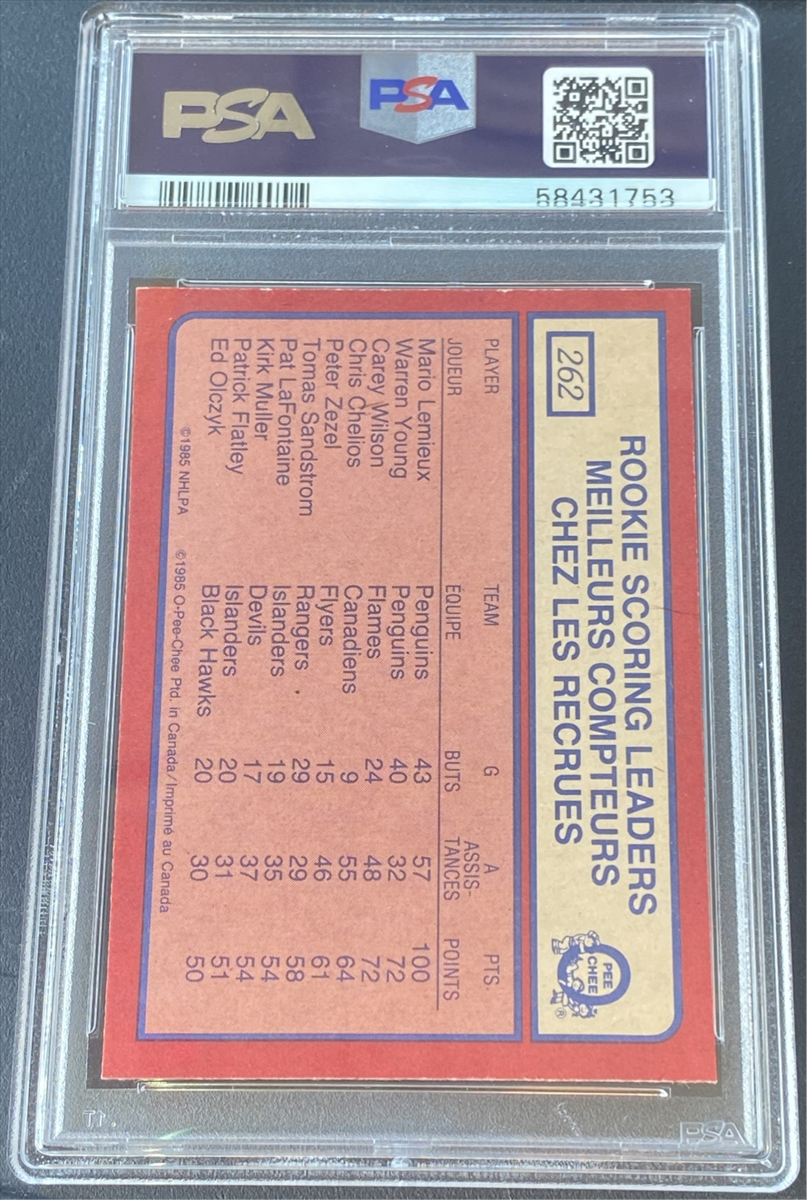 PSA
PSA
58431753
262
ROOKIE SCORING LEADERS
MEILLEURS COMPTEURS
CHEZ LES RECRUES
O
PEE
CHEE
®
PLAYER TEAM G A PTS.
JOUEUR ÉQUIPE BUTS ASSIS-TANCES POINTS
Mario Lemieux Penguins 43 57 100
Warren Young Penguins 40 32 72
Carey Wilson Flames 24 48 72
Chris Chelios Canadiens 9 55 64
Peter Zezel Flyers 15 46 61
Tomas Sandstrom Rangers 29 29 58
Pat LaFontaine Islanders 19 35 54
Kirk Muller Devils 17 37 54
Patrick Flatley Islanders 20 31 51
Ed Olczyk Black Hawks 20 30 50
©1985 NHLPA ©1985 O-Pee-Chee Ptd. in Canada/Imprimé au Canada
PSA